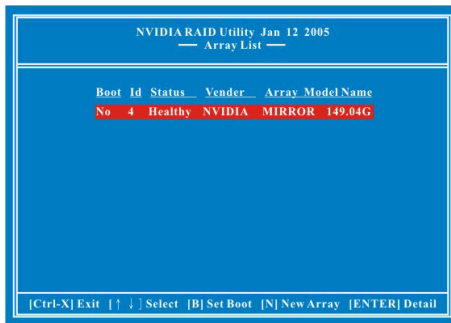 NVIDIA RAID Utility Jan 12 2005
— Array List —
Boot Id Status Vender Array Model Name
No 4 Healthy NVIDIA MIRROR 149.04G
[Ctrl-X] Exit [↑ ↓] Select [B] Set Boot [N] New Array [ENTER] Detail